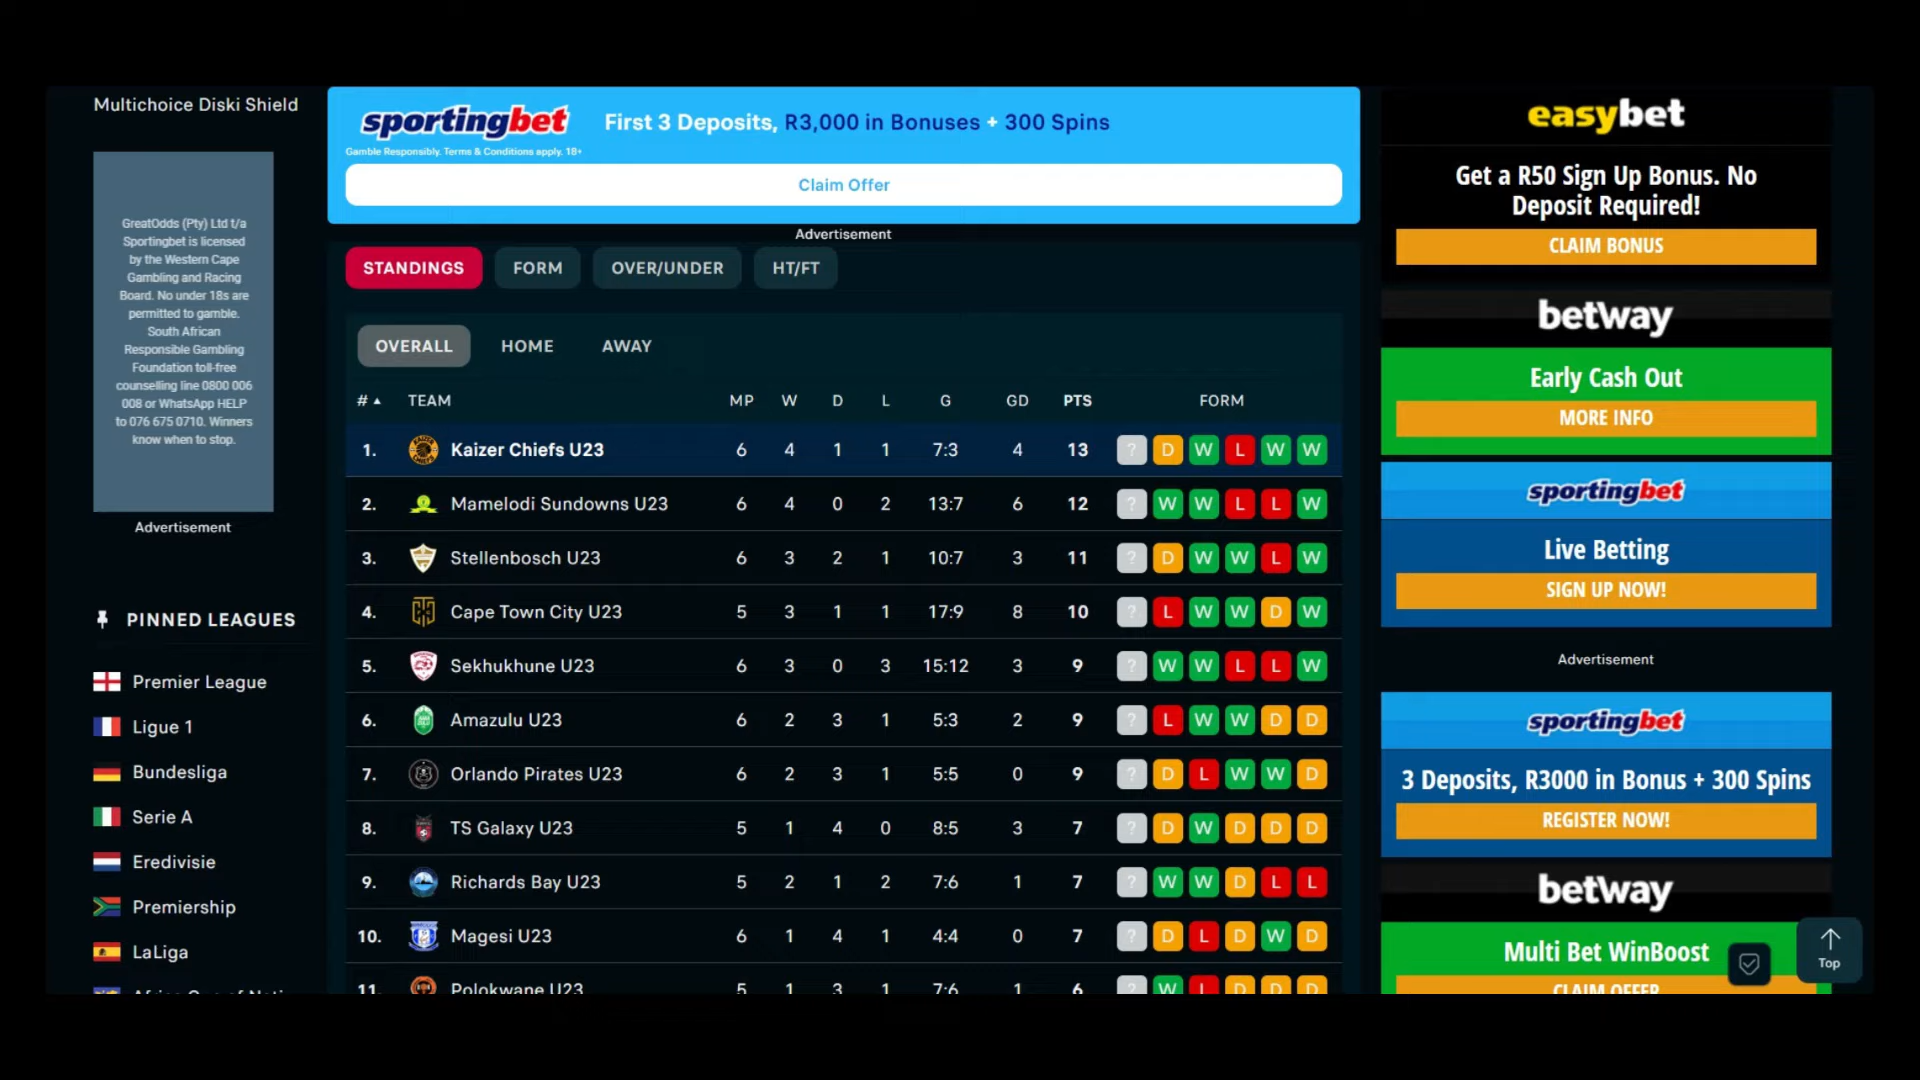 Multichoice Diski Shield
GreatOdds (Pty) Ltd t/a
Sportingbet is licensed
by the Western Cape
Gambling and Racing
Board. No under 18s are
permitted to gamble.
South African
Responsible Gambling
Foundation toll-free
counselling line 0800 006
008 or WhatsApp HELP
to 076 675 0710. Winners
know when to stop.
Advertisement
PINNED LEAGUES
Premier League
Ligue 1
Bundesliga
Serie A
Eredivisie
Premiership
LaLiga
sportingbet First 3 Deposits, R3,000 in Bonuses + 300 Spins
Gamble Responsibly. Terms & Conditions apply. 18+
Claim Offer
Advertisement
STANDINGS FORM OVER/UNDER HT/FT
OVERALL HOME AWAY
# TEAM MP W D L G GD PTS FORM
1. Kaizer Chiefs U23 6 4 1 1 7:3 4 13 ? D W L W W
2. Mamelodi Sundowns U23 6 4 0 2 13:7 6 12 ? W W L L W
3. Stellenbosch U23 6 3 2 1 10:7 3 11 ? D W W L W
4. Cape Town City U23 5 3 1 1 17:9 8 10 ? L W W D W
5. Sekhukhune U23 6 3 0 3 15:12 3 9 ? W W L L W
6. Amazulu U23 6 2 3 1 5:3 2 9 ? L W W D D
7. Orlando Pirates U23 6 2 3 1 5:5 0 9 ? D L W W D
8. TS Galaxy U23 5 1 4 0 8:5 3 7 ? D W D D D
9. Richards Bay U23 5 2 1 2 7:6 1 7 ? W W D L L
10. Magesi U23 6 1 4 1 4:4 0 7 ? D L D W D
11. Polokwane U23 5 1 3 1 7:6 1 6 ? W L D D D
easybet
Get a R50 Sign Up Bonus. No
Deposit Required!
CLAIM BONUS
betway
Early Cash Out
MORE INFO
sportingbet
Live Betting
SIGN UP NOW!
Advertisement
sportingbet
3 Deposits, R3000 in Bonus + 300 Spins
REGISTER NOW!
betway
Multi Bet WinBoost
CLAIM OFFER
Top